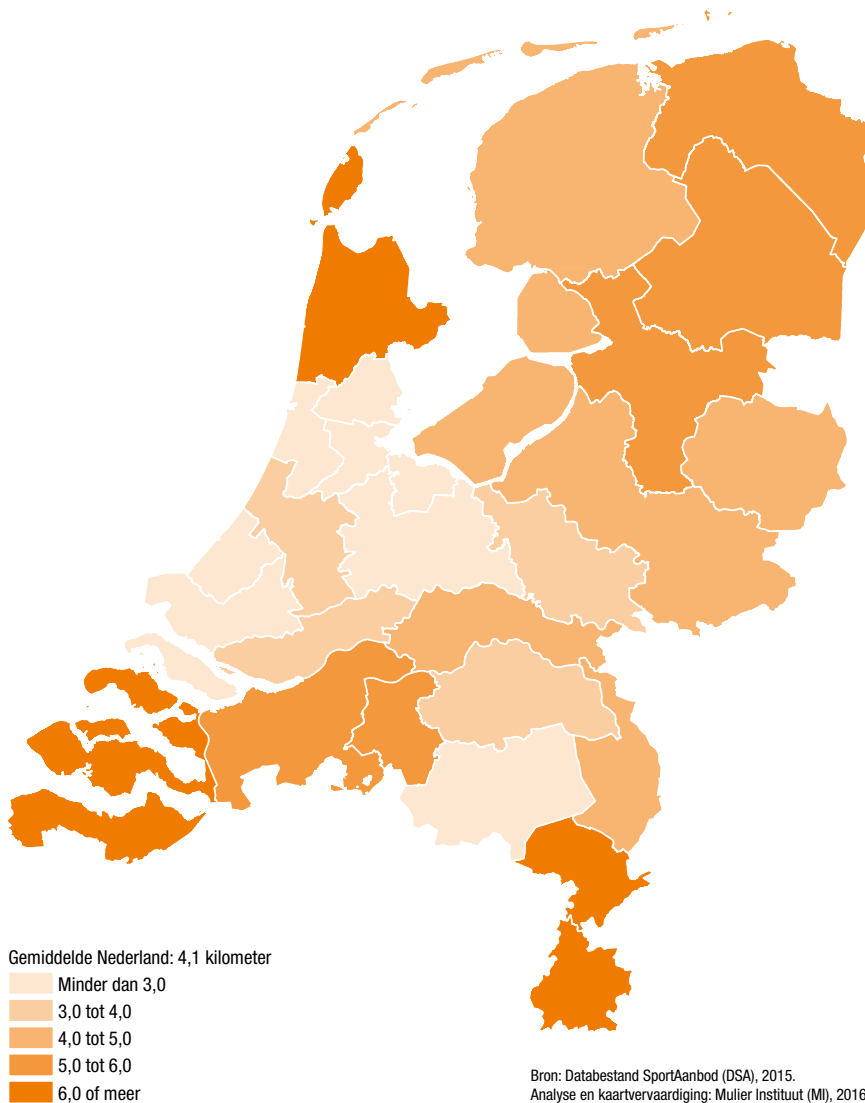 Gemiddelde Nederland: 4,1 kilometer
Minder dan 3,0
3,0 tot 4,0
4,0 tot 5,0
5,0 tot 6,0
6,0 of meer
Bron: Databestand SportAanbod (DSA), 2015.
Analyse en kaartvervaardiging: Mulier Instituut (MI), 2016